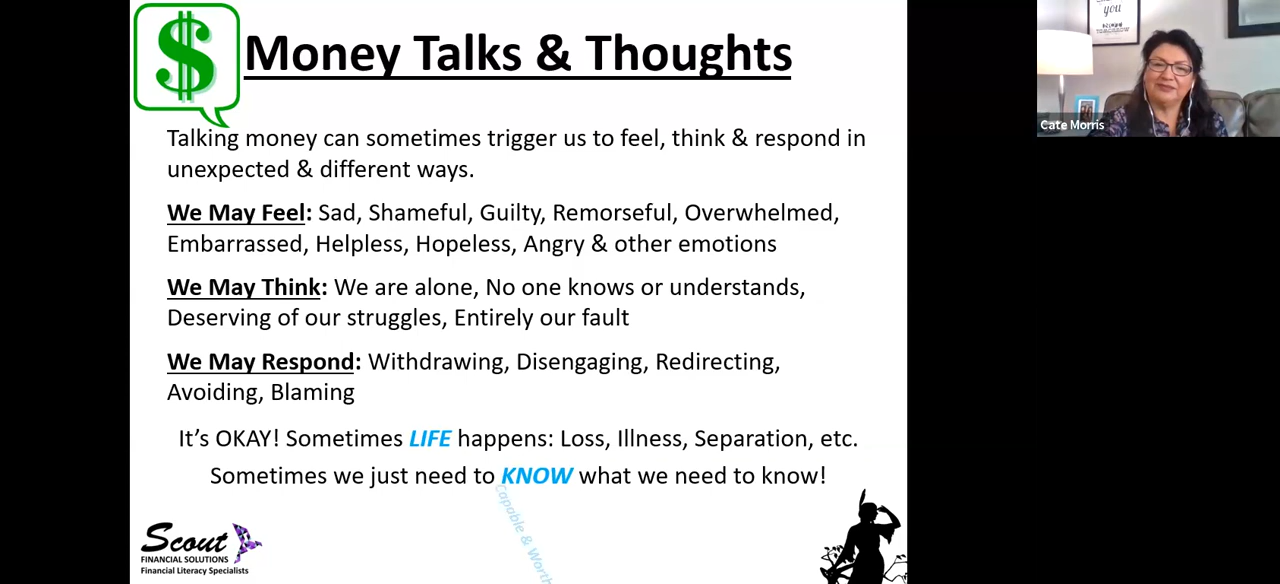 $
Money Talks & Thoughts
Talking money can sometimes trigger us to feel, think & respond in
unexpected & different ways.
We May Feel: Sad, Shameful, Guilty, Remorseful, Overwhelmed,
Embarrassed, Helpless, Hopeless, Angry & other emotions
We May Think: We are alone, No one knows or understands,
Deserving of our struggles, Entirely our fault
We May Respond: Withdrawing, Disengaging, Redirecting,
Avoiding, Blaming
It's OKAY! Sometimes LIFE happens: Loss, Illness, Separation, etc.
Sometimes we just need to KNOW what we need to know!
Capable & Worth
Scout
FINANCIAL SOLUTIONS
Financial Literacy Specialists
you
Cate Morris